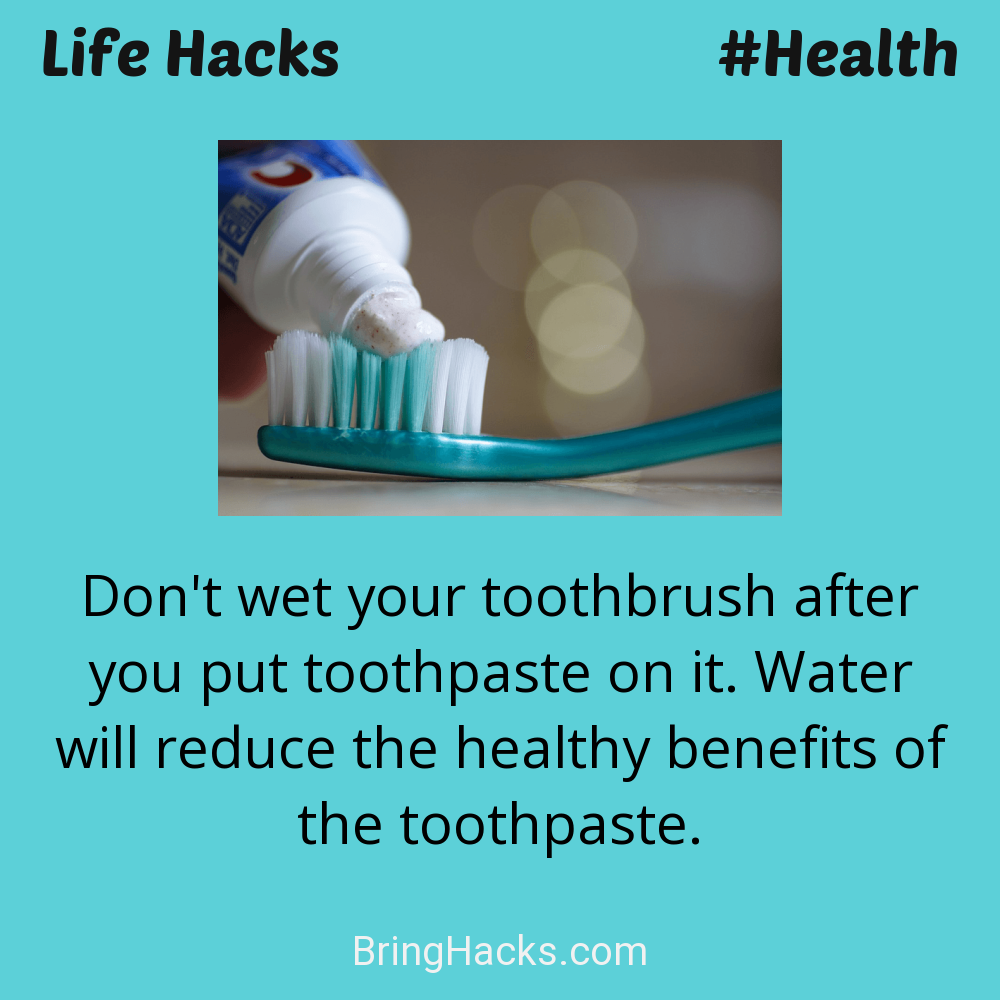 Life Hacks
#Health
Don't wet your toothbrush after
you put toothpaste on it. Water
will reduce the healthy benefits of
the toothpaste.
BringHacks.com